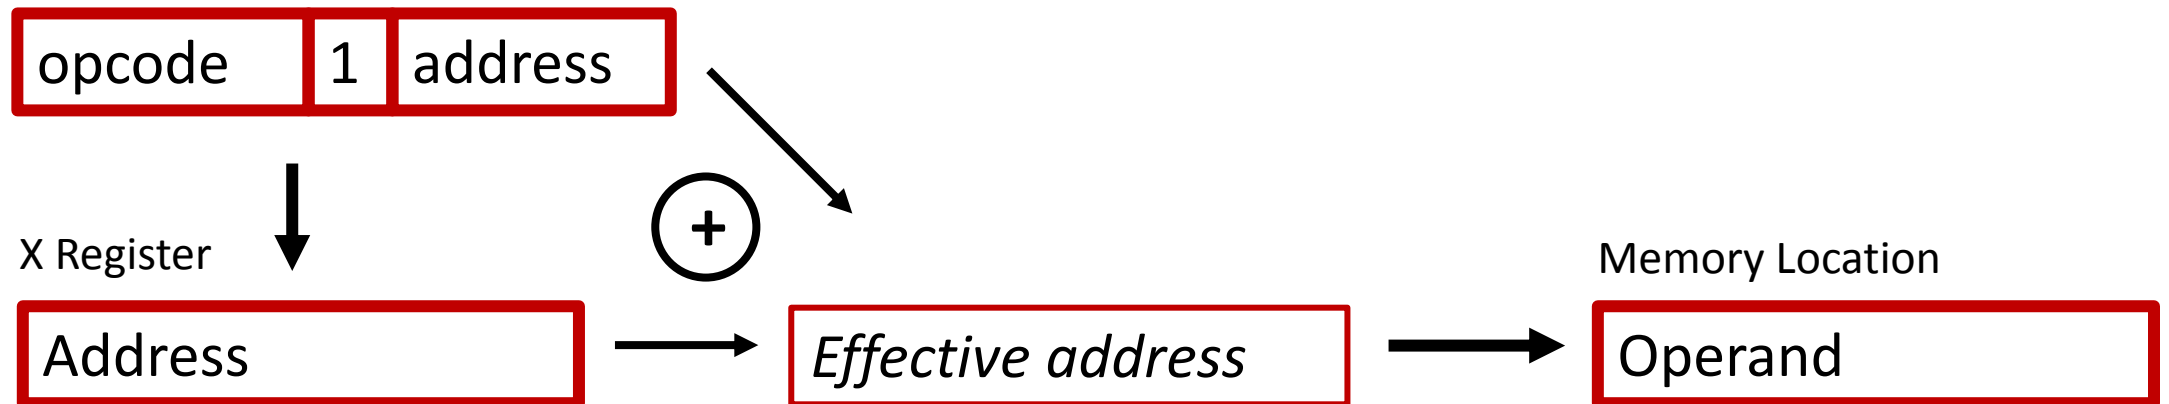 opcode 1 address
+
X Register
Memory Location
Address
Effective address
Operand